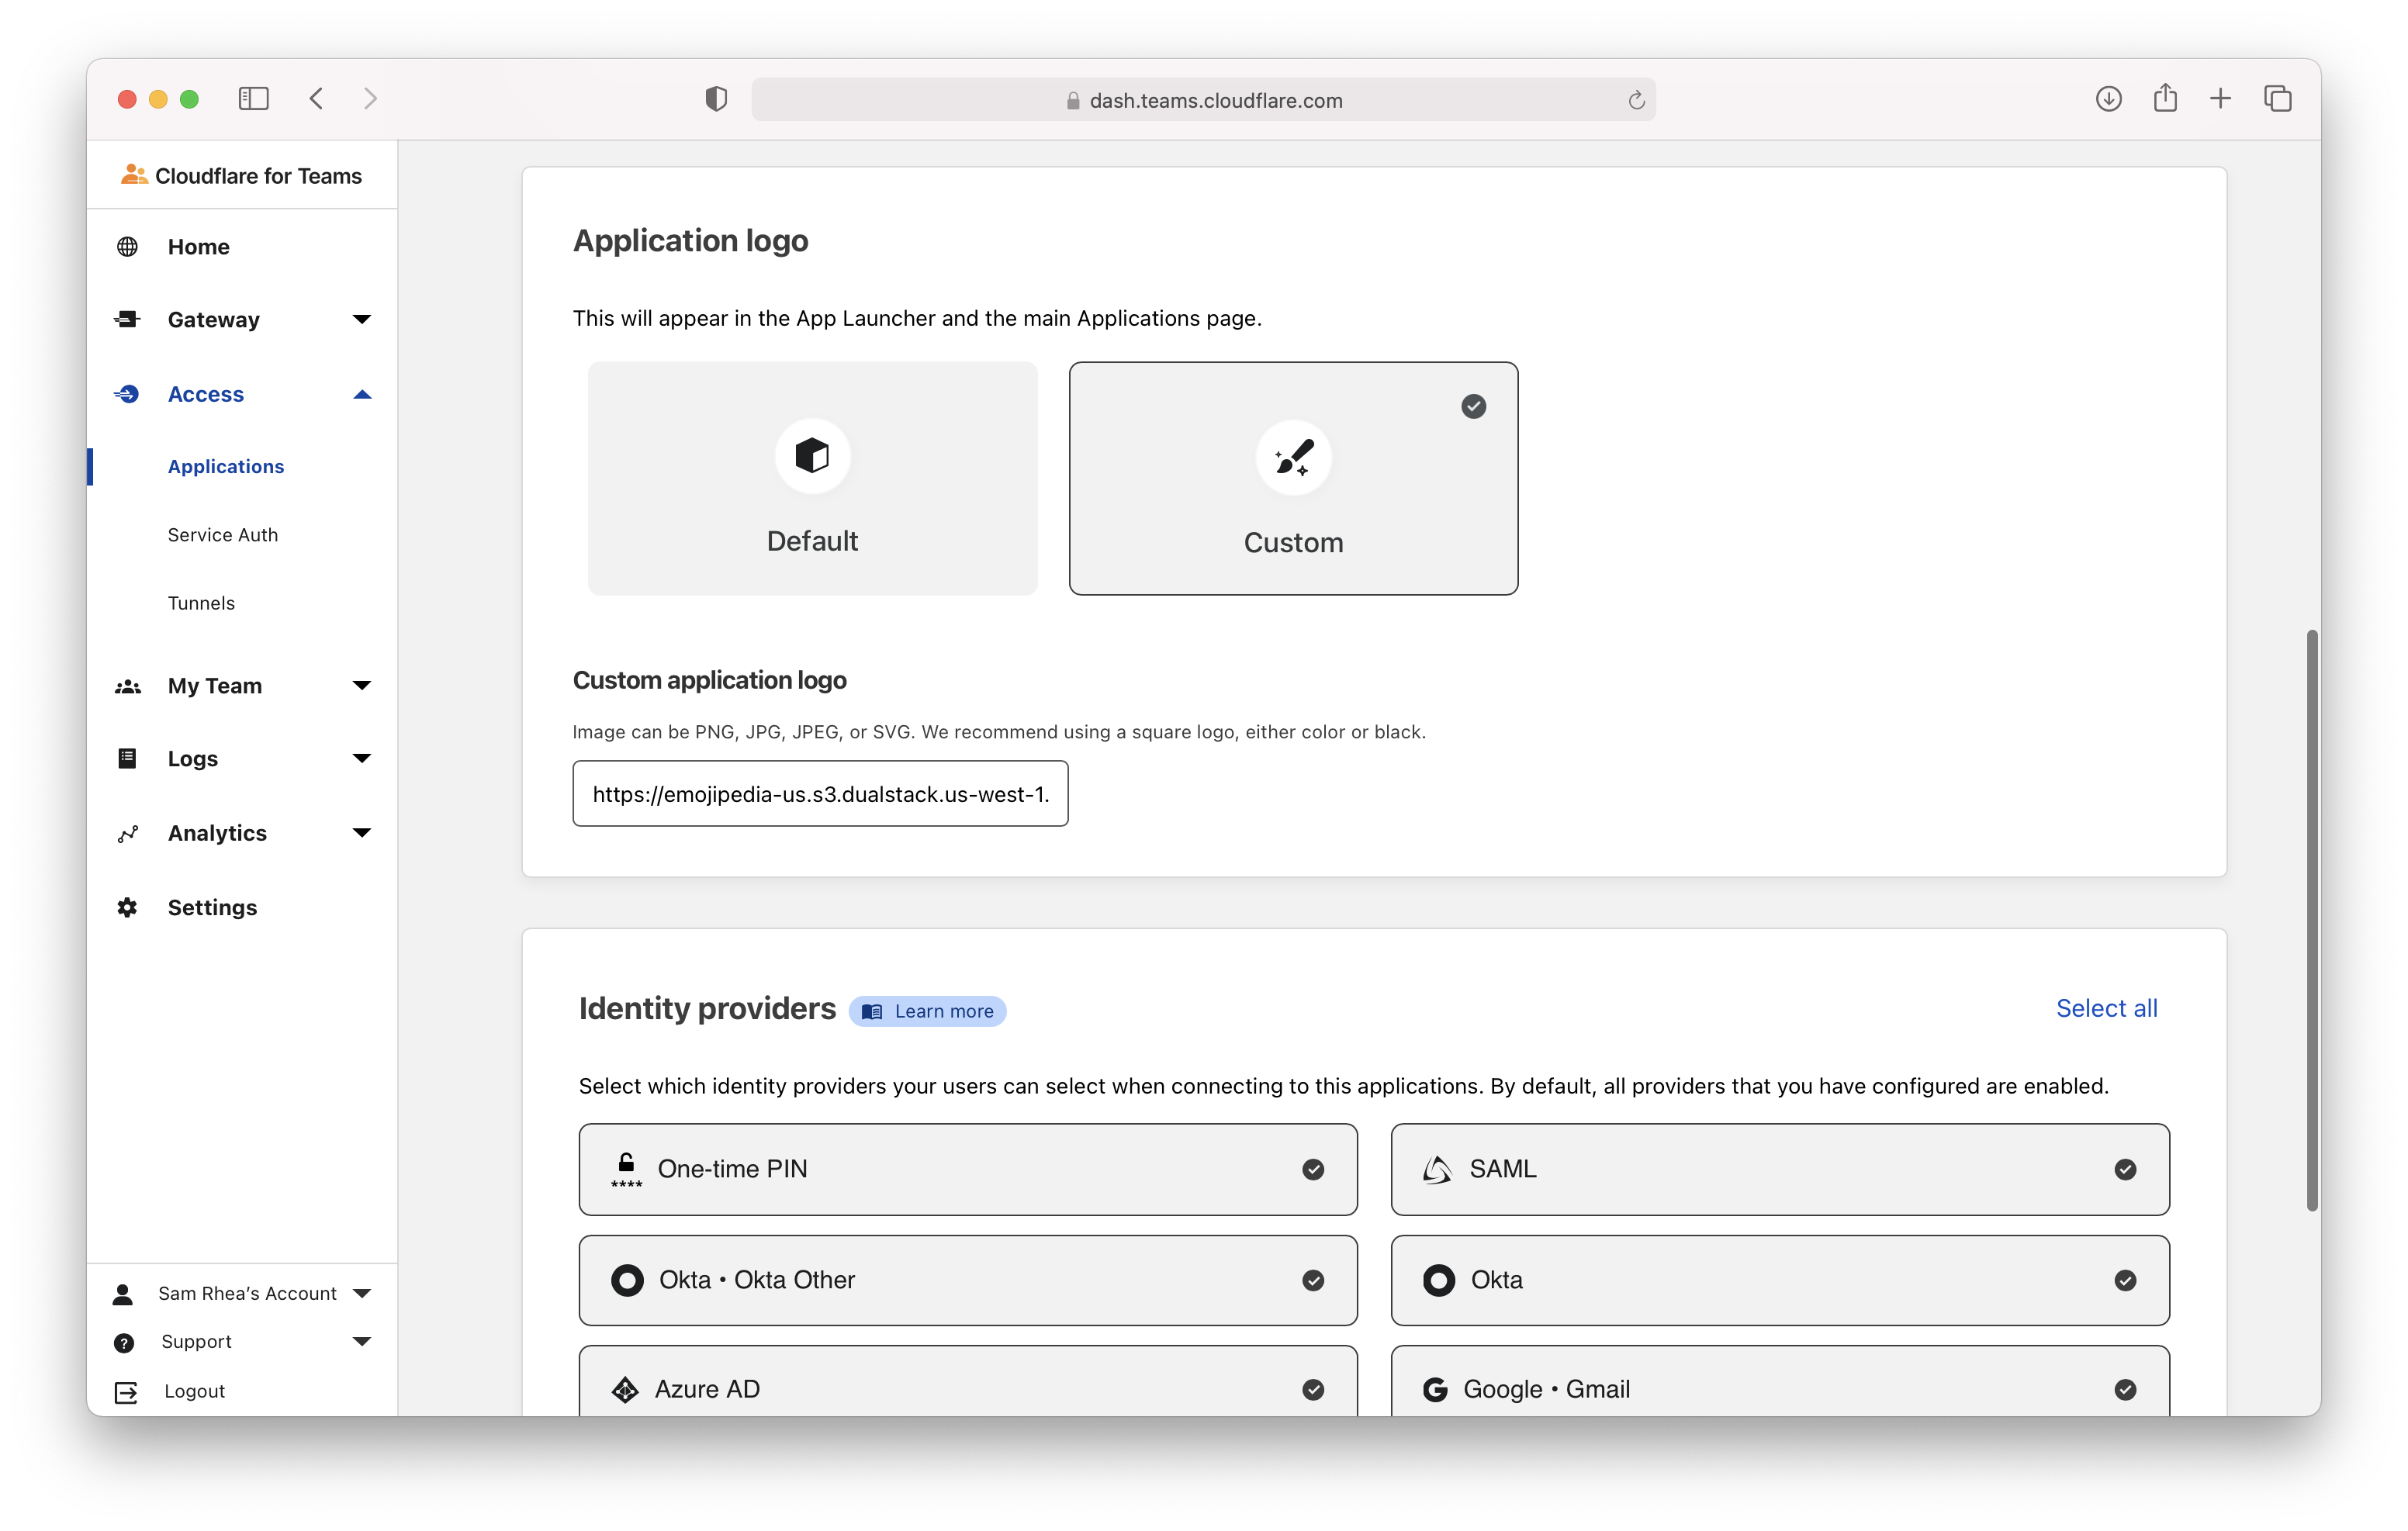 dash.teams.cloudflare.com
Cloudflare for Teams
Home
Gateway
Access
Applications
Service Auth
Tunnels
My Team
Logs
Analytics
Settings
Sam Rhea's Account
Support
Logout
Application logo
This will appear in the App Launcher and the main Applications page.
Default
Custom
Custom application logo
Image can be PNG, JPG, JPEG, or SVG. We recommend using a square logo, either color or black.
https://emojipedia-us.s3.dualstack.us-west-1.
Identity providers
Learn more
Select all
Select which identity providers your users can select when connecting to this applications. By default, all providers that you have configured are enabled.
One-time PIN
SAML
Okta • Okta Other
Okta
Azure AD
Google • Gmail